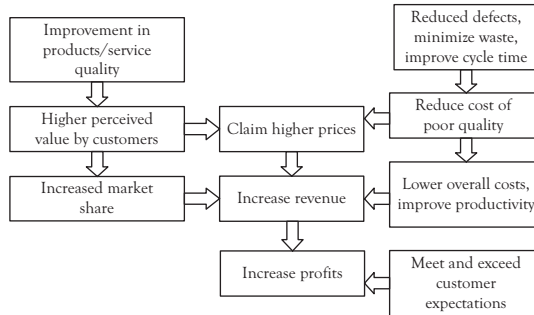 Improvement in
products/service
quality
Reduced defects,
minimize waste,
improve cycle time
Higher perceived
value by customers
Claim higher prices
Reduce cost of
poor quality
Increased market
share
Increase revenue
Lower overall costs,
improve productivity
Increase profits
Meet and exceed
customer
expectations